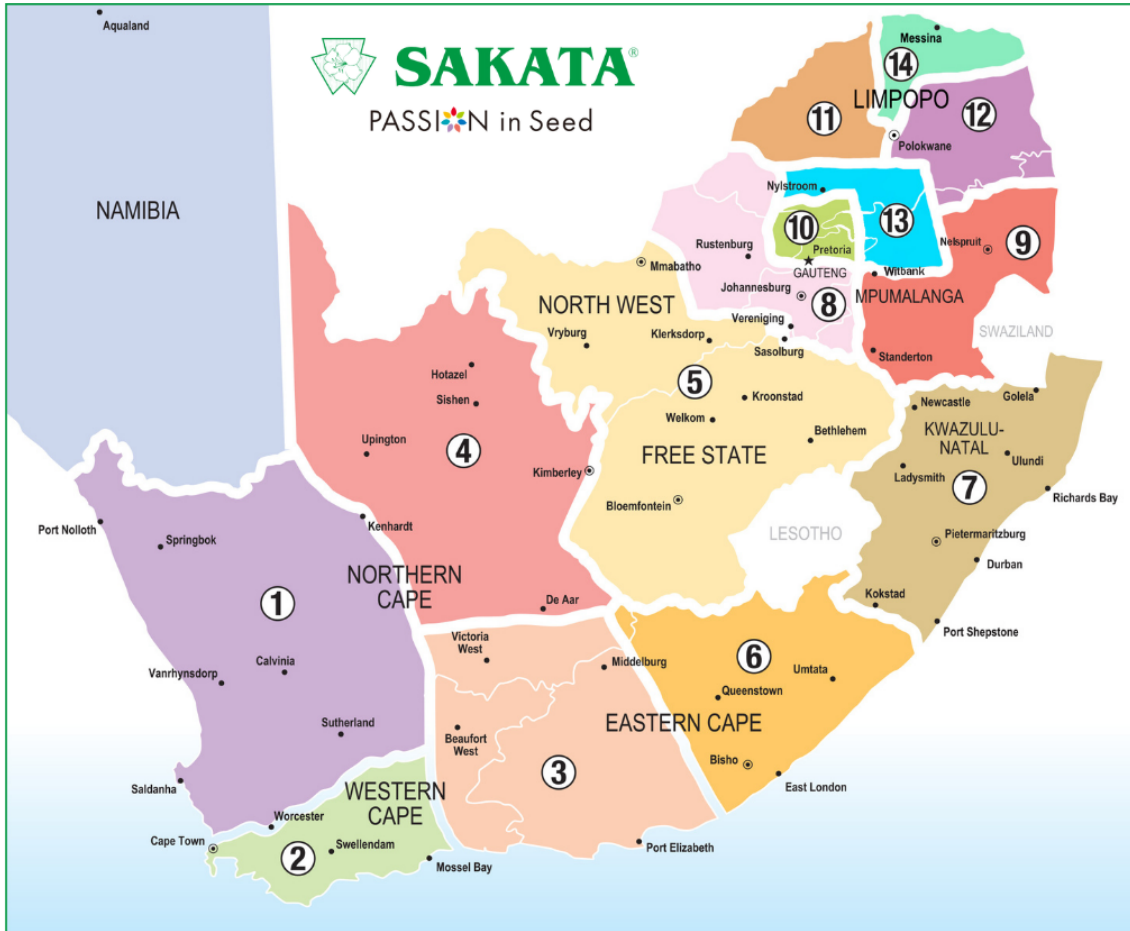 Aqualand
SAKATA®
PASSION in Seed
Messina
14
LIMPOPO
11
12
Polokwane
NAMIBIA
Nylstroom
10
13
Pretoria
Rustenburg
Nelspruit
9
Mmabatho
GAUTENG
Witbank
Johannesburg
8
MPUMALANGA
NORTH WEST
Vereniging
SWAZILAND
Vryburg
Klerksdorp
Sasolburg
Standerton
Hotazel
5
Sishen
Kroonstad
Newcastle
Golela
Welkom
KWAZULU-
NATAL
Upington
4
Bethlehem
Kimberley
FREE STATE
Ulundi
Ladysmith
7
Richards Bay
Bloemfontein
Port Nolloth
Kenhardt
LESOTHO
Pietermaritzburg
Springbok
Durban
NORTHERN
CAPE
Kokstad
1
De Aar
Port Shepstone
Victoria
West
Middelburg
6
Umtata
Calvinia
Vanrhynsdorp
Queenstown
Sutherland
Beaufort
West
EASTERN CAPE
Bisho
3
Saldanha
East London
WESTERN
CAPE
Worcester
Cape Town
2
Swellendam
Mossel Bay
Port Elizabeth